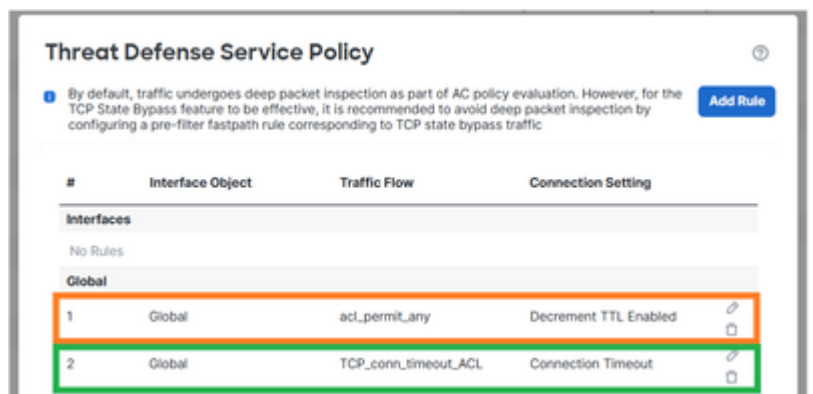 Threat Defense Service Policy
By default, traffic undergoes deep packet inspection as part of AC policy evaluation. However, for the
TCP State Bypass feature to be effective, it is recommended to avoid deep packet inspection by
configuring a pre-filter fastpath rule corresponding to TCP state bypass traffic
Add Rule
# Interface Object Traffic Flow Connection Setting
Interfaces
No Rules
Global
1 Global acl_permit_any Decrement TTL Enabled
2 Global TCP_conn_timeout_ACL Connection Timeout